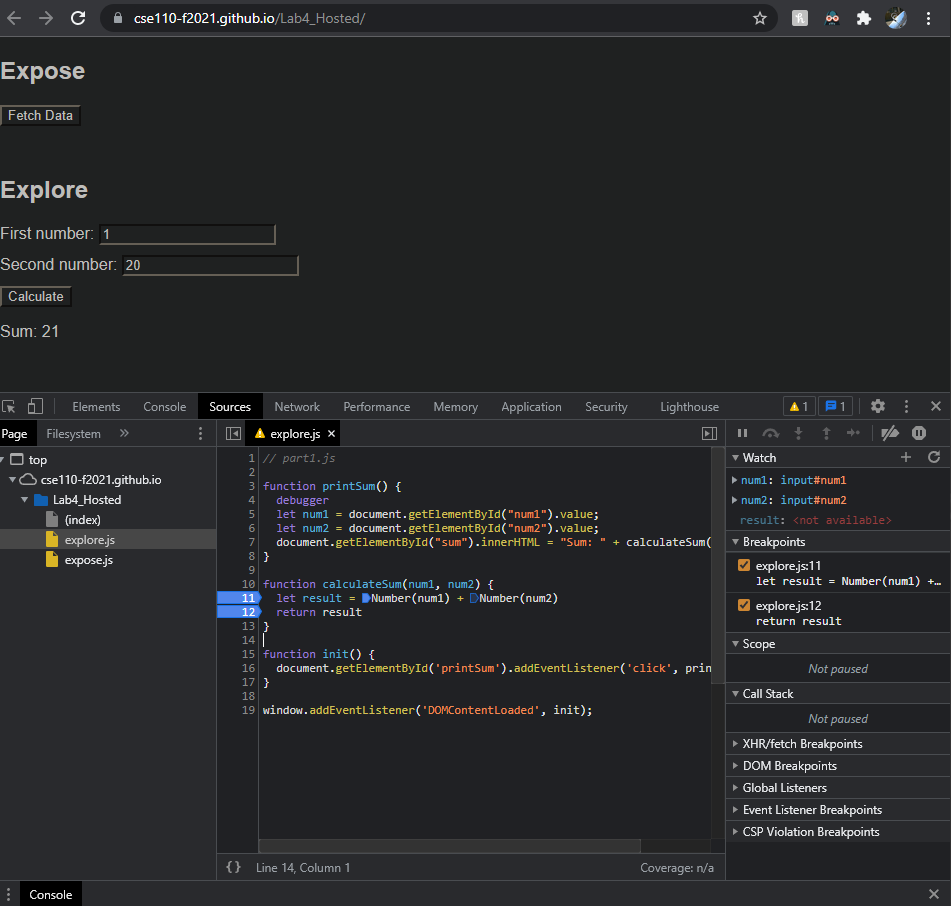 cse110-f2021.github.io/Lab4_Hosted/
Expose
Fetch Data
Explore
First number: 1
Second number: 20
Calculate
Sum: 21
Elements Console Sources Network Performance Memory Application Security Lighthouse 1 1
Page Filesystem »
top
cse110-f2021.github.io
Lab4_Hosted
(index)
explore.js
expose.js
explore.js ×
1 // part1.js
2
3 function printSum() {
4 debugger
5 let num1 = document.getElementById("num1").value;
6 let num2 = document.getElementById("num2").value;
7 document.getElementById("sum").innerHTML = "Sum: " + calculateSum(
8 }
9
10 function calculateSum(num1, num2) {
11 let result = Number(num1) + Number(num2)
12 return result
13 }
14
15 function init() {
16 document.getElementById('printSum').addEventListener('click', prin
17 }
18
19 window.addEventListener('DOMContentLoaded', init);
{} Line 14, Column 1 Coverage: n/a
Watch
num1: input#num1
num2: input#num2
result: <not available>
Breakpoints
explore.js:11
let result = Number(num1) +…
explore.js:12
return result
Scope
Not paused
Call Stack
Not paused
XHR/fetch Breakpoints
DOM Breakpoints
Global Listeners
Event Listener Breakpoints
CSP Violation Breakpoints
Console